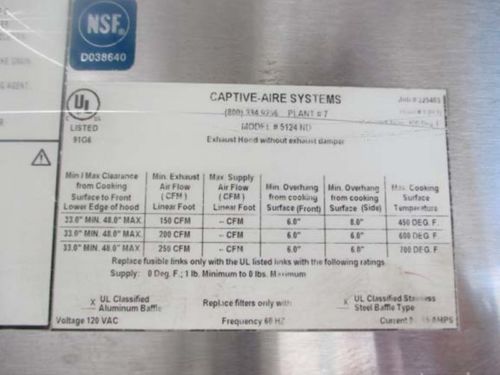 NSF
D038640
AGENT:
UL
LISTED
91G6
CAPTIVE-AIRE SYSTEMS
(800) PLANT # 7
MODEL # 5124 ND
Job #
Exhaust Hood without exhaust damper
Min / Max Clearance from Cooking Surface to Front Lower Edge of hood
Min. Exhaust Air Flow ( CFM ) Linear Foot
Max. Supply Air Flow ( CFM ) Linear Foot
Min. Overhang from Cooking Surface (Front)
Min. Overhang from cooking Surface (Side)
Max. Cooking Surface Temperature
33.0" MIN. 48.0" MAX. 150 CFM -- CFM 6.0" 8.0" 450 DEG. F.
33.0" MIN. 48.0" MAX. 200 CFM -- CFM 6.0" 6.0" 600 DEG. F.
33.0" MIN. 48.0" MAX. 250 CFM -- CFM 6.0" 6.0" 700 DEG. F.
Replace fusible links only with the UL listed links with the following ratings.
Supply: 0 Deg. F.; 1 lb. Minimum to 0 lbs. Maximum
X UL Classified Aluminum Baffle
Replace filters only with
X UL Classified Stainless Steel Baffle Type
Voltage 120 VAC Frequency 60 HZ Current AMPS